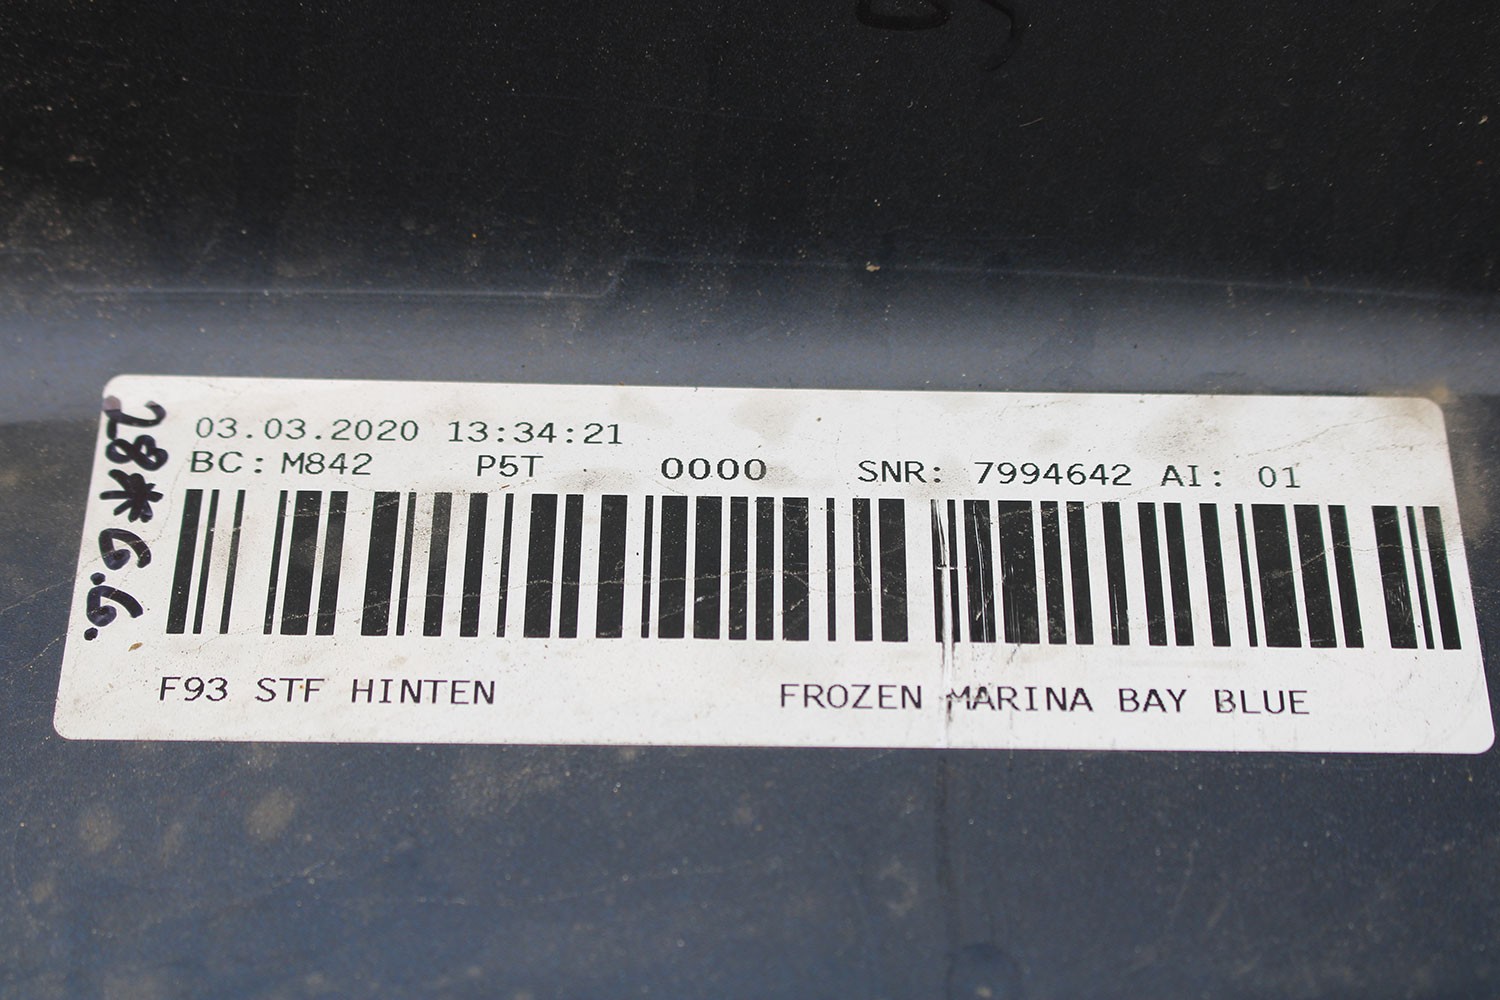 03.03.2020 13:34:21
BC: M842 P5T 0000 SNR: 7994642 AI: 01
F93 STF HINTEN FROZEN MARINA BAY BLUE
28*G.G.